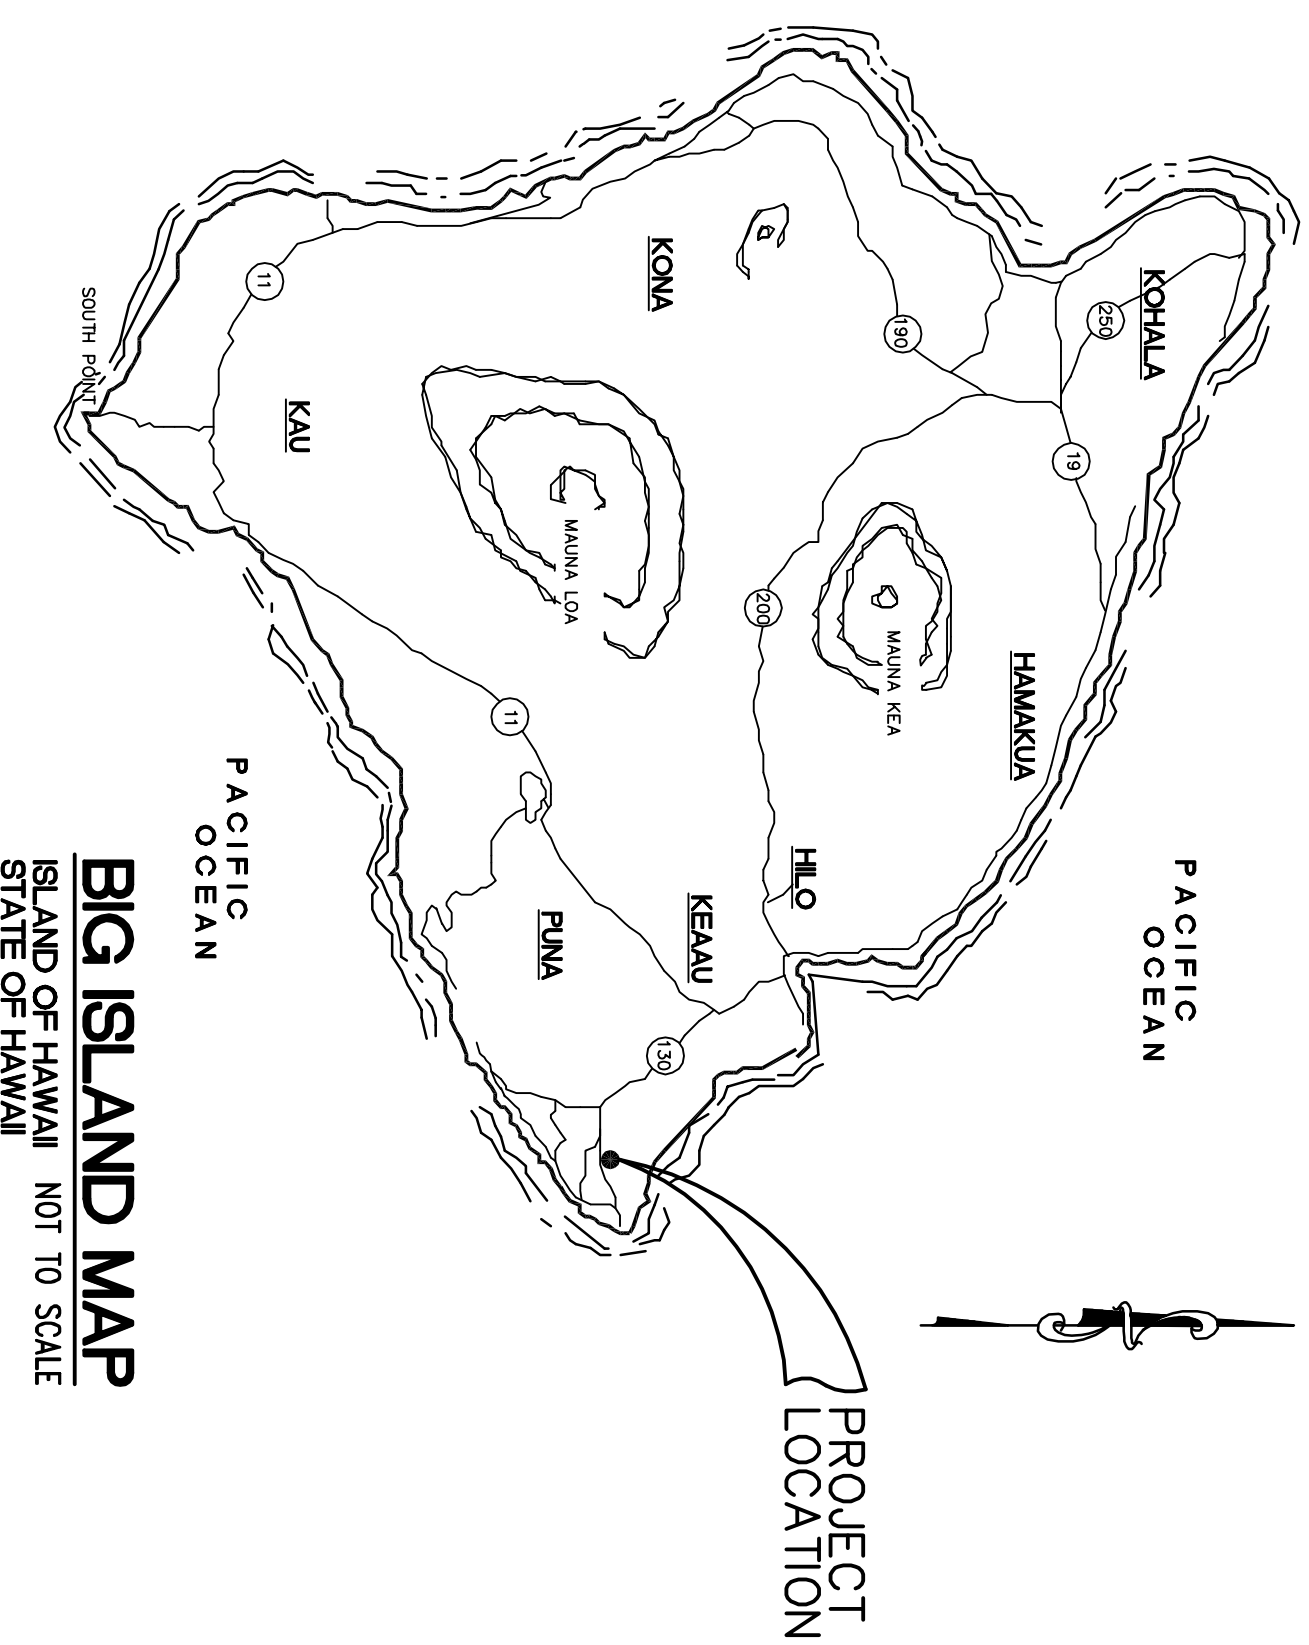 KOHALA
250
19
190
HAMAKUA
PACIFIC
OCEAN
MAUNA KEA
200
KONA
HILO
MAUNA LOA
KEAAU
11
PUNA
130
KAU
11
SOUTH POINT
PACIFIC
OCEAN
PROJECT
LOCATION
BIG ISLAND MAP
ISLAND OF HAWAII NOT TO SCALE
STATE OF HAWAII